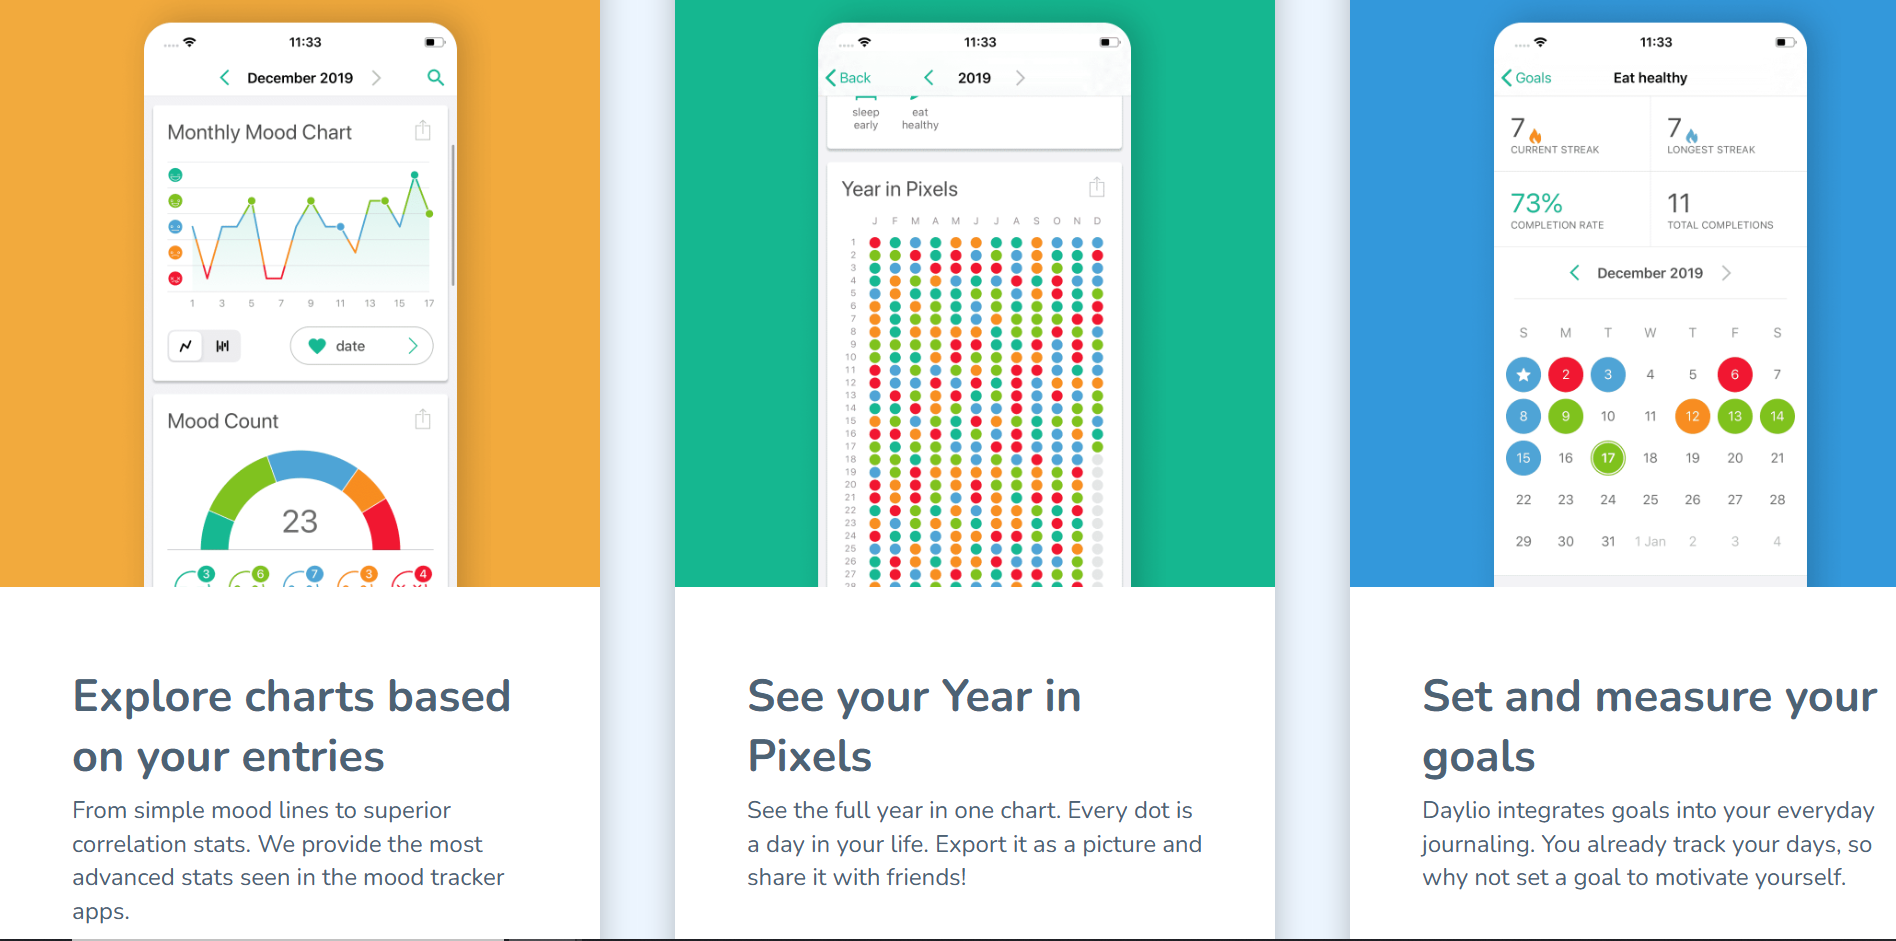 11:33
December 2019
Monthly Mood Chart
1 3 5 7 9 11 13 15 17
date
Mood Count
23
3 6 7 3 4
Explore charts based
on your entries
From simple mood lines to superior
correlation stats. We provide the most
advanced stats seen in the mood tracker
apps.
11:33
Back 2019
sleep early
eat healthy
Year in Pixels
J F M A M J J A S O N D
1
2
3
4
5
6
7
8
9
10
11
12
13
14
15
16
17
18
19
20
21
22
23
24
25
26
27
28
See your Year in
Pixels
See the full year in one chart. Every dot is
a day in your life. Export it as a picture and
share it with friends!
11:33
Goals Eat healthy
7 7
CURRENT STREAK LONGEST STREAK
73% 11
COMPLETION RATE TOTAL COMPLETIONS
December 2019
S M T W T F S
2 3 4 5 6 7
8 9 10 11 12 13 14
15 16 17 18 19 20 21
22 23 24 25 26 27 28
29 30 31 1 Jan 2 3 4
Set and measure your
goals
Daylio integrates goals into your everyday
journaling. You already track your days, so
why not set a goal to motivate yourself.